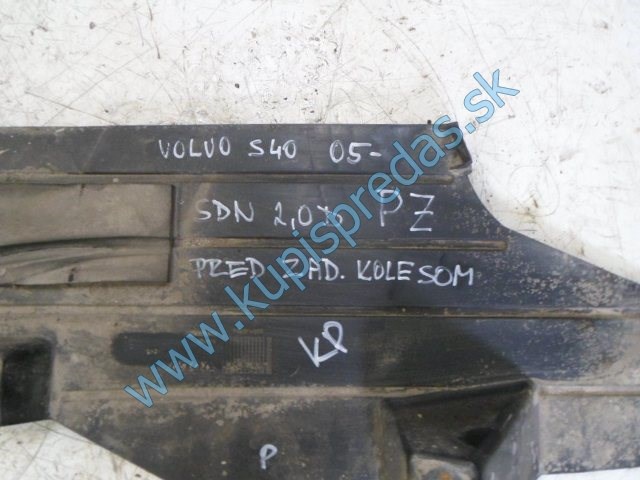 VOLVO S40 05-
SDN 2,0 PZ
PRED ZAD. KOLESOM
KP
P
www.kupispredas.sk